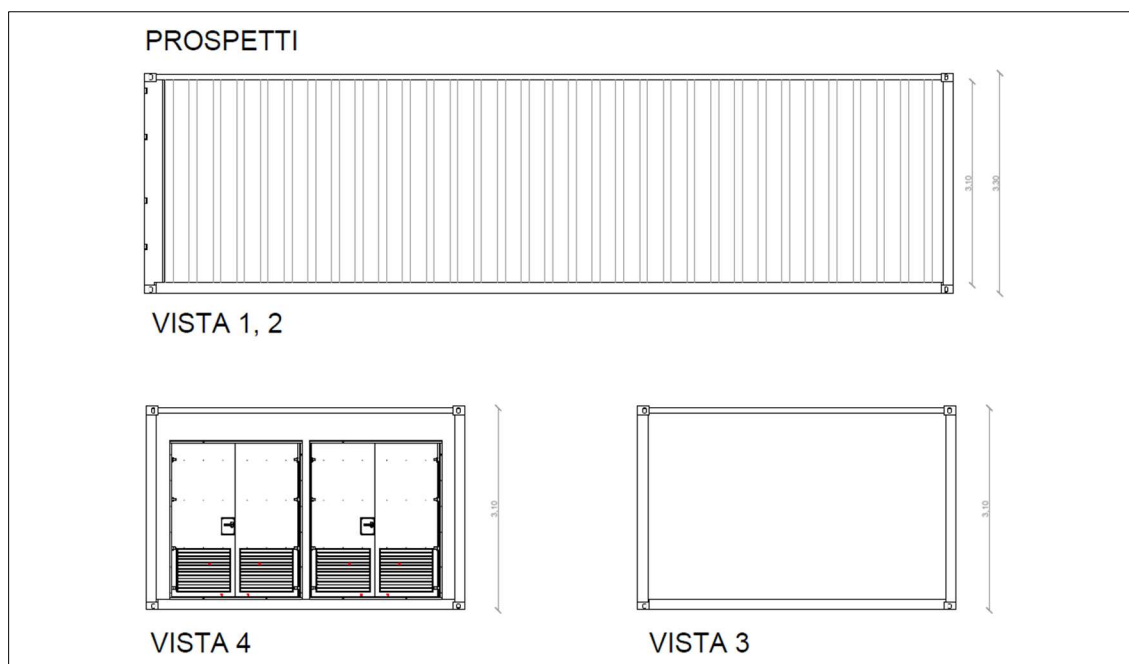 PROSPETTI
3,10
3,30
VISTA 1, 2
3,10
3,10
VISTA 4
VISTA 3